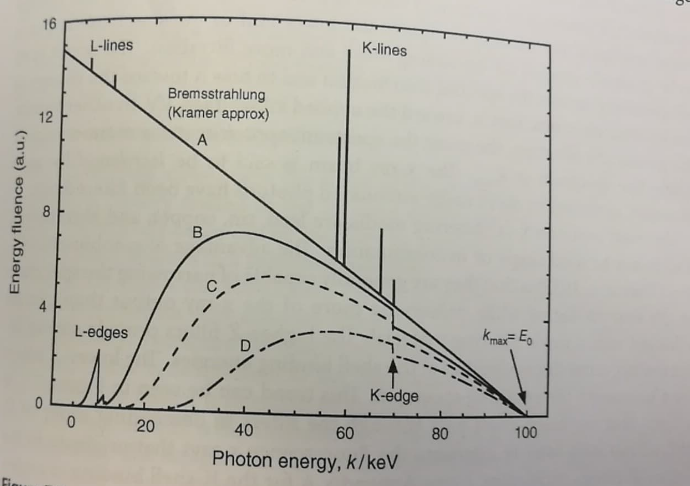 16
12
8
4
0
Energy fluence (a.u.)
L-lines
K-lines
Bremsstrahlung
(Kramer approx)
A
B
C
D
L-edges
K-edge
k_max = E_0
0
20
40
60
80
100
Photon energy, k/keV